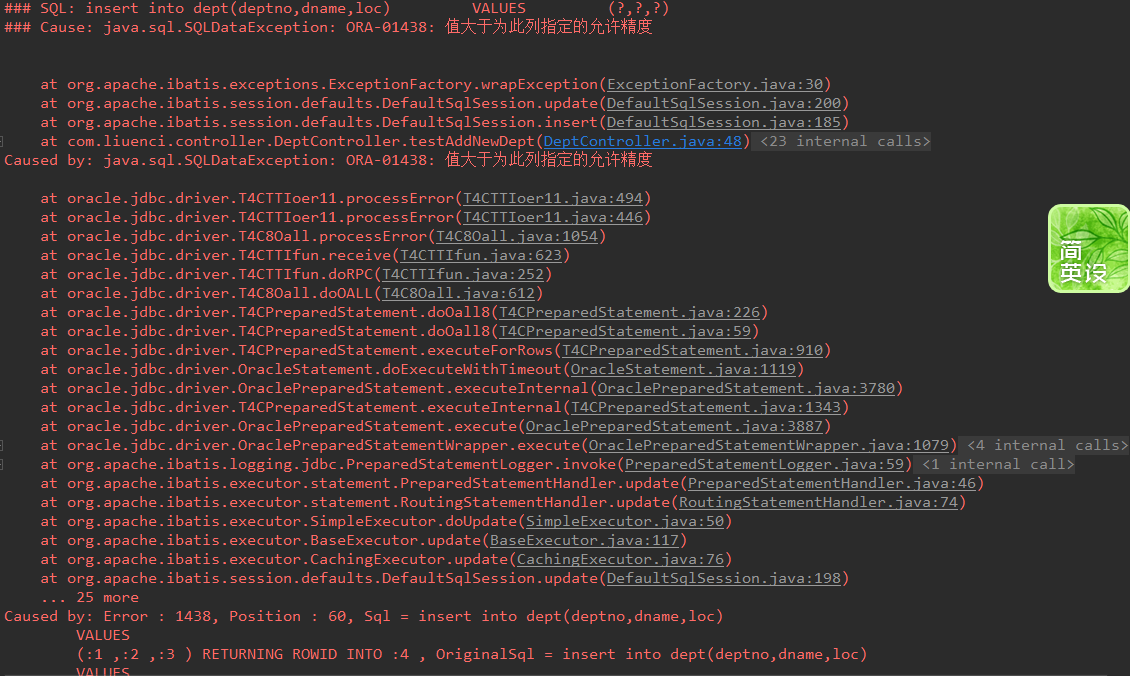 ### SQL: insert into dept(deptno,dname,loc)         VALUES         (?,?,?)
### Cause: java.sql.SQLDataException: ORA-01438: 值大于为此列指定的允许精度
at org.apache.ibatis.exceptions.ExceptionFactory.wrapException(ExceptionFactory.java:30)
at org.apache.ibatis.session.defaults.DefaultSqlSession.update(DefaultSqlSession.java:200)
at org.apache.ibatis.session.defaults.DefaultSqlSession.insert(DefaultSqlSession.java:185)
at com.liuenci.controller.DeptController.testAddNewDept(DeptController.java:48) <23 internal calls>
Caused by: java.sql.SQLDataException: ORA-01438: 值大于为此列指定的允许精度
at oracle.jdbc.driver.T4CTTIoer11.processError(T4CTTIoer11.java:494)
at oracle.jdbc.driver.T4CTTIoer11.processError(T4CTTIoer11.java:446)
at oracle.jdbc.driver.T4C8Oall.processError(T4C8Oall.java:1054)
at oracle.jdbc.driver.T4CTTIfun.receive(T4CTTIfun.java:623)
at oracle.jdbc.driver.T4CTTIfun.doRPC(T4CTTIfun.java:252)
at oracle.jdbc.driver.T4C8Oall.doOALL(T4C8Oall.java:612)
at oracle.jdbc.driver.T4CPreparedStatement.doOall8(T4CPreparedStatement.java:226)
at oracle.jdbc.driver.T4CPreparedStatement.doOall8(T4CPreparedStatement.java:59)
at oracle.jdbc.driver.T4CPreparedStatement.executeForRows(T4CPreparedStatement.java:910)
at oracle.jdbc.driver.OracleStatement.doExecuteWithTimeout(OracleStatement.java:1119)
at oracle.jdbc.driver.OraclePreparedStatement.executeInternal(OraclePreparedStatement.java:3780)
at oracle.jdbc.driver.T4CPreparedStatement.executeInternal(T4CPreparedStatement.java:1343)
at oracle.jdbc.driver.OraclePreparedStatement.execute(OraclePreparedStatement.java:3887)
at oracle.jdbc.driver.OraclePreparedStatementWrapper.execute(OraclePreparedStatementWrapper.java:1079) <4 internal calls>
at org.apache.ibatis.logging.jdbc.PreparedStatementLogger.invoke(PreparedStatementLogger.java:59) <1 internal call>
at org.apache.ibatis.executor.statement.PreparedStatementHandler.update(PreparedStatementHandler.java:46)
at org.apache.ibatis.executor.statement.RoutingStatementHandler.update(RoutingStatementHandler.java:74)
at org.apache.ibatis.executor.SimpleExecutor.doUpdate(SimpleExecutor.java:50)
at org.apache.ibatis.executor.BaseExecutor.update(BaseExecutor.java:117)
at org.apache.ibatis.executor.CachingExecutor.update(CachingExecutor.java:76)
at org.apache.ibatis.session.defaults.DefaultSqlSession.update(DefaultSqlSession.java:198)
... 25 more
Caused by: Error : 1438, Position : 60, Sql = insert into dept(deptno,dname,loc)
VALUES
(:1 ,:2 ,:3 ) RETURNING ROWID INTO :4 , OriginalSql = insert into dept(deptno,dname,loc)
VALUES
简
英设